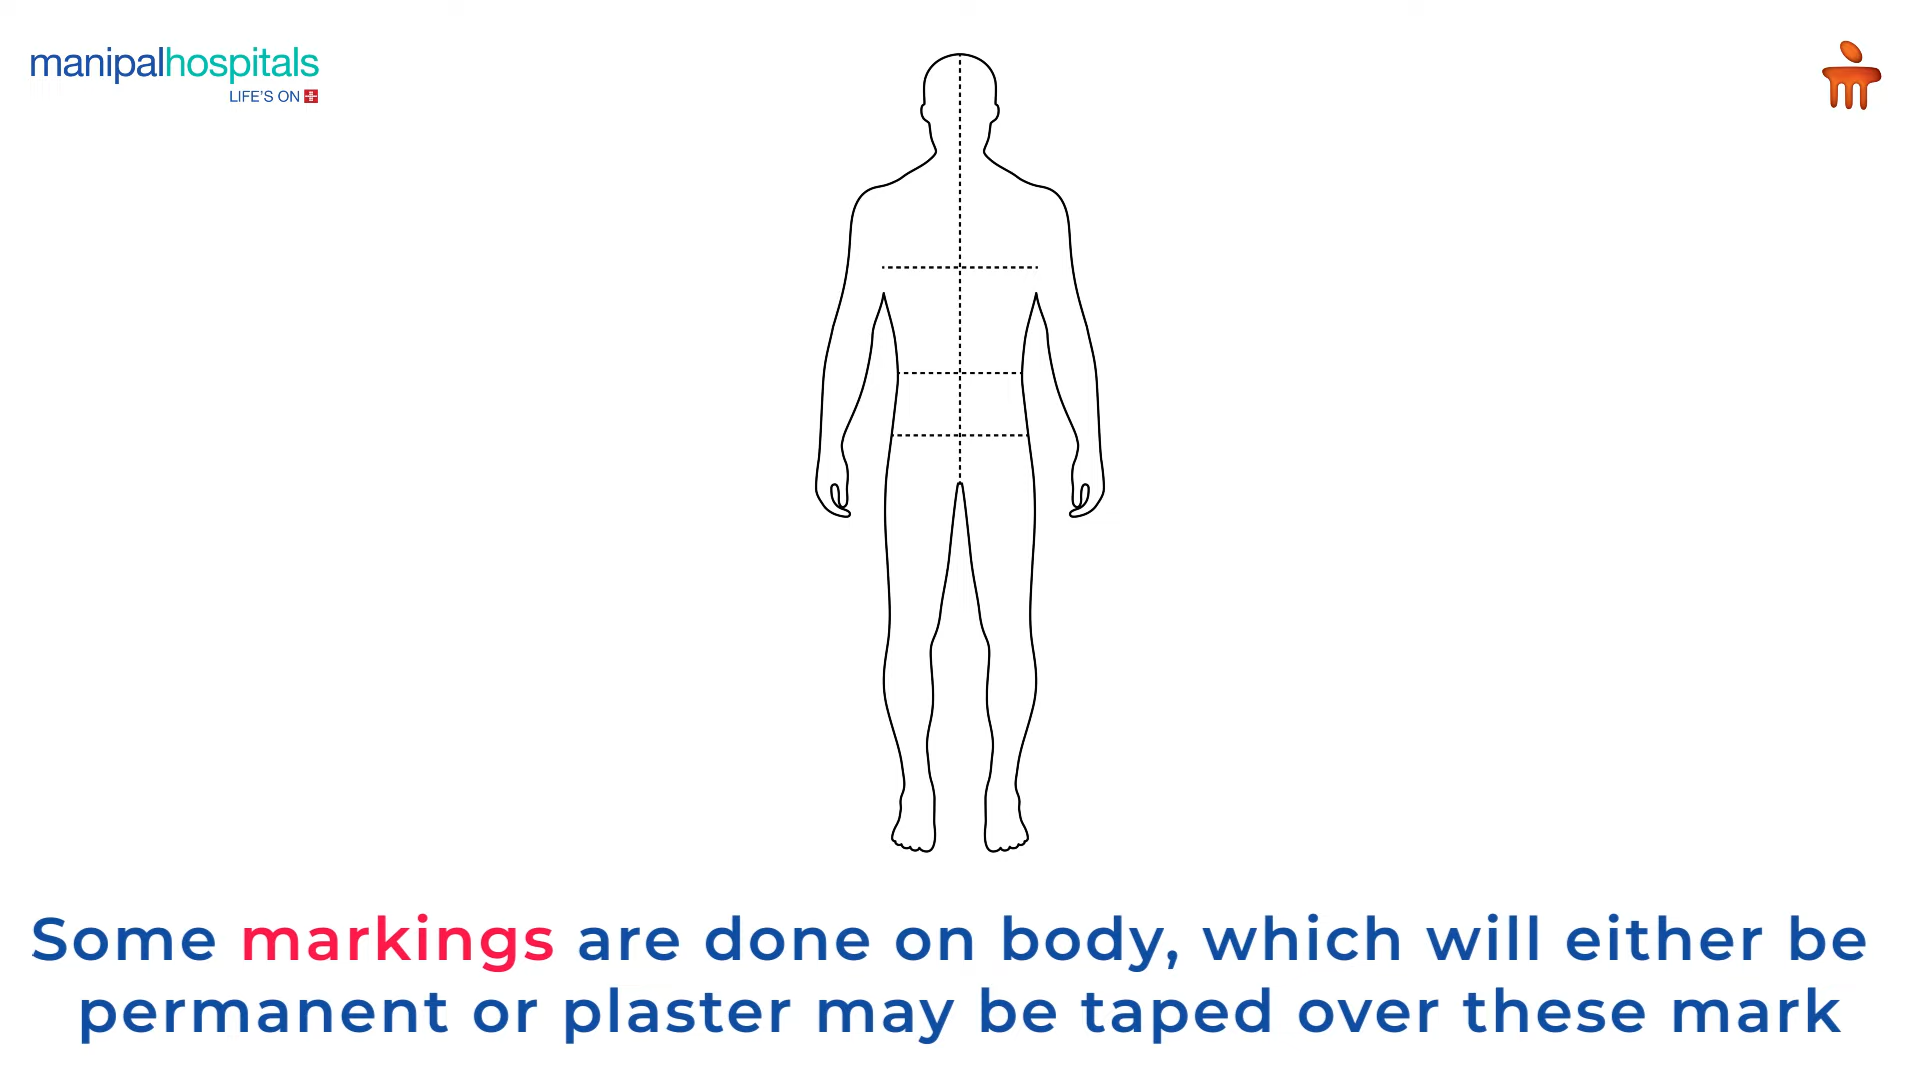 manipalhospitals
LIFE'S ON
Some markings are done on body, which will either be
permanent or plaster may be taped over these mark